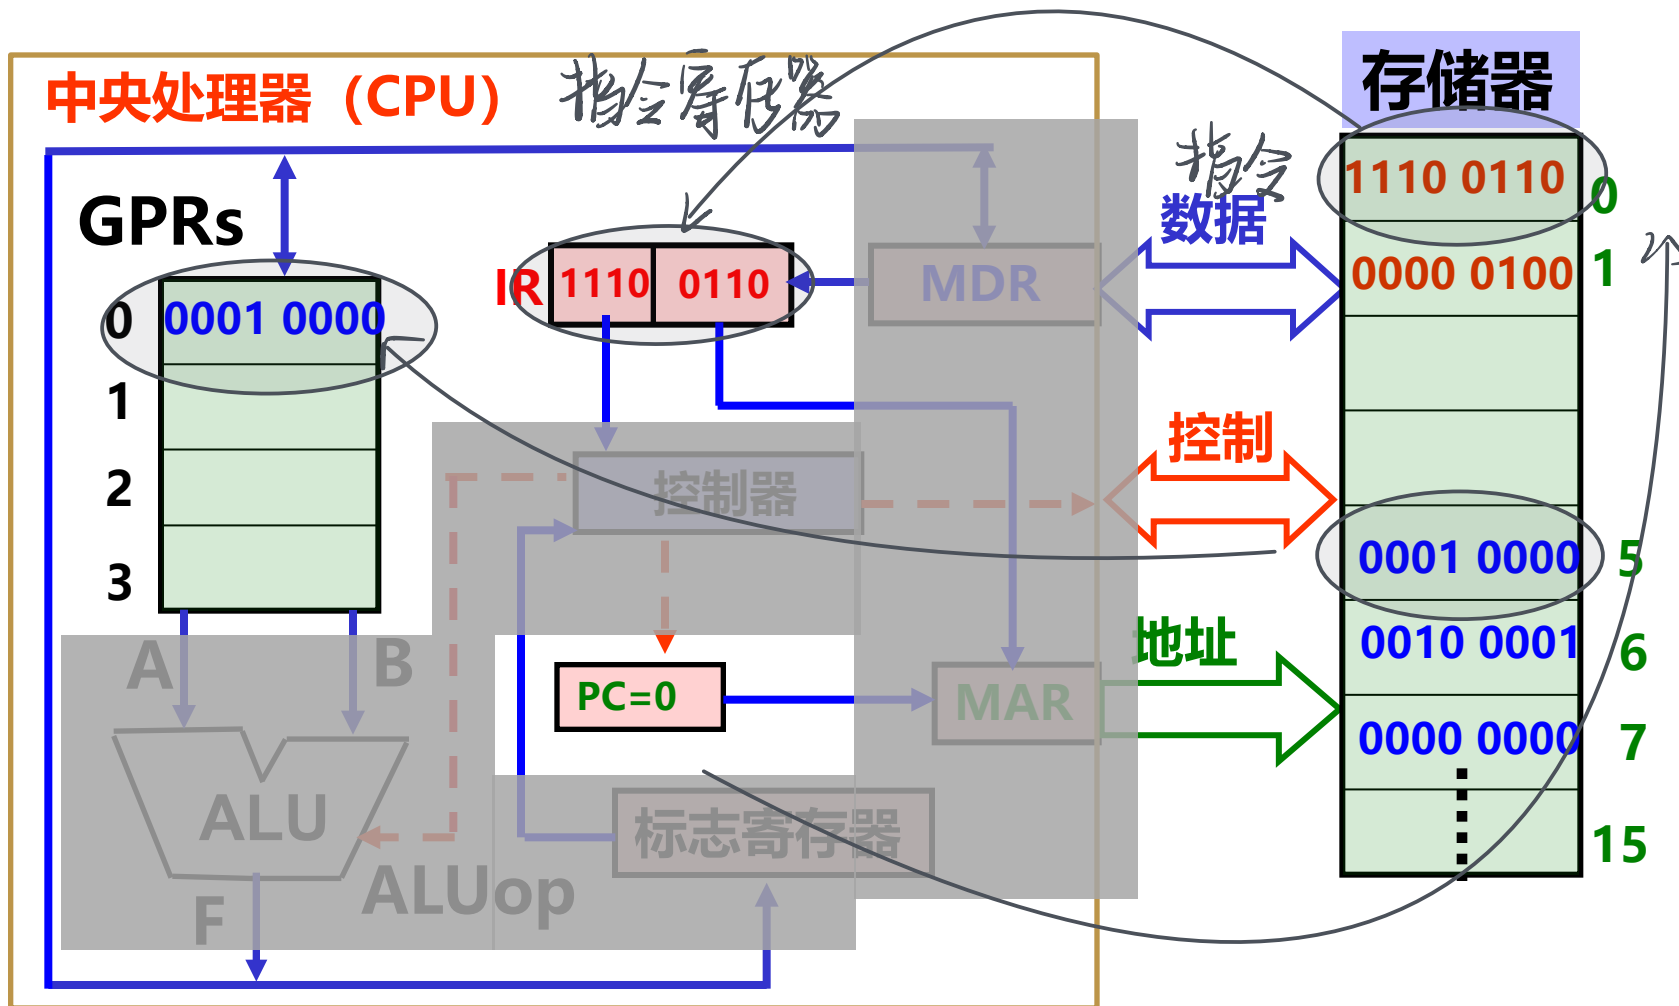 中央处理器（CPU）
指令寄存器
存储器
指令
1110 0110
0
GPRs
数据
IR
1110
0110
MDR
0000 0100
1
0
0001 0000
1
控制
2
控制器
3
0001 0000
5
A
B
地址
0010 0001
6
PC=0
MAR
0000 0000
7
ALU
标志寄存器
15
ALUop
F